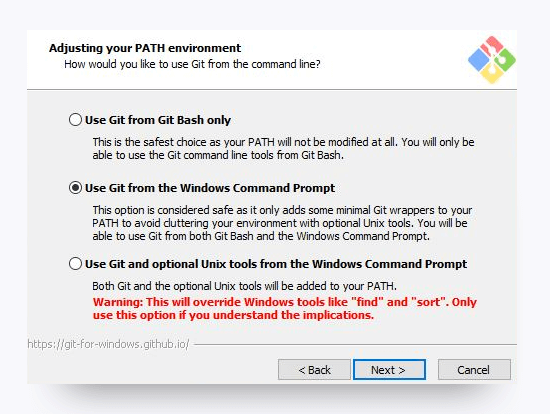 Adjusting your PATH environment
How would you like to use Git from the command line?
Use Git from Git Bash only
This is the safest choice as your PATH will not be modified at all. You will only be
able to use the Git command line tools from Git Bash.
Use Git from the Windows Command Prompt
This option is considered safe as it only adds some minimal Git wrappers to your
PATH to avoid cluttering your environment with optional Unix tools. You will be
able to use Git from both Git Bash and the Windows Command Prompt.
Use Git and optional Unix tools from the Windows Command Prompt
Both Git and the optional Unix tools will be added to your PATH.
Warning: This will override Windows tools like "find" and "sort". Only
use this option if you understand the implications.
https://git-for-windows.github.io/
< Back
Next >
Cancel